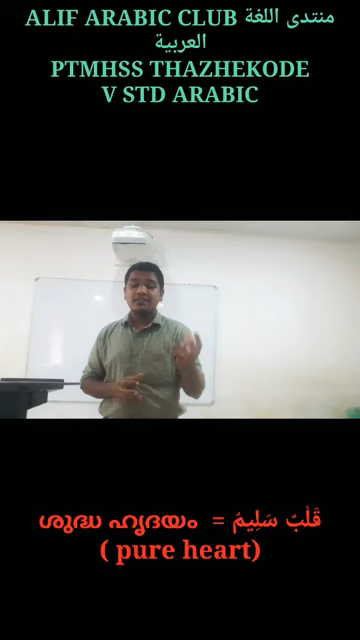 ALIF ARABIC CLUB منتدى اللغة
العربية
PTMHSS THAZHEKODE
V STD ARABIC
ശുദ്ധ ഹൃദയം = قَلْبٌ سَلِيمٌ
( pure heart)